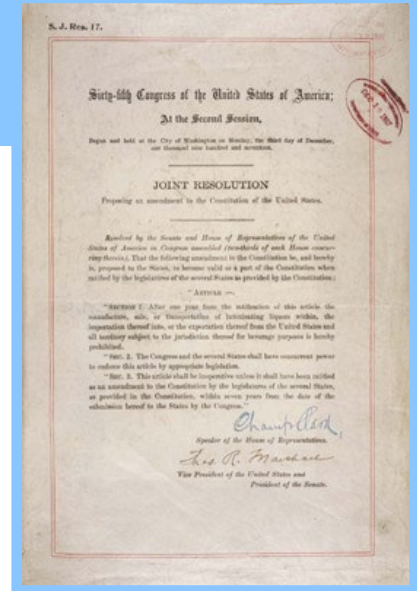 S. J. Res. 17.
Sixty-fifth Congress of the United States of America;
At the Second Session,
Begun and held at the City of Washington on Monday, the third day of December,
one thousand nine hundred and seventeen.
JOINT RESOLUTION
Proposing an amendment to the Constitution of the United States.
Resolved by the Senate and House of Representatives of the United
States of America in Congress assembled (two-thirds of each House concur-
ring therein), That the following amendment to the Constitution be, and hereby
is, proposed to the States, to become valid as a part of the Constitution when
ratified by the legislatures of the several States as provided by the Constitution:
"ARTICLE —.
"SECTION 1. After one year from the ratification of this article the
manufacture, sale, or transportation of intoxicating liquors within, the
importation thereof into, or the exportation thereof from the United States and
all territory subject to the jurisdiction thereof for beverage purposes is hereby
prohibited.
"SEC. 2. The Congress and the several States shall have concurrent power
to enforce this article by appropriate legislation.
"SEC. 3. This article shall be inoperative unless it shall have been ratified
as an amendment to the Constitution by the legislatures of the several States,
as provided in the Constitution, within seven years from the date of the
submission hereof to the States by the Congress."
Champ Clark
Speaker of the House of Representatives.
Thos. R. Marshall
Vice President of the United States and
President of the Senate.
DEC 19 1917